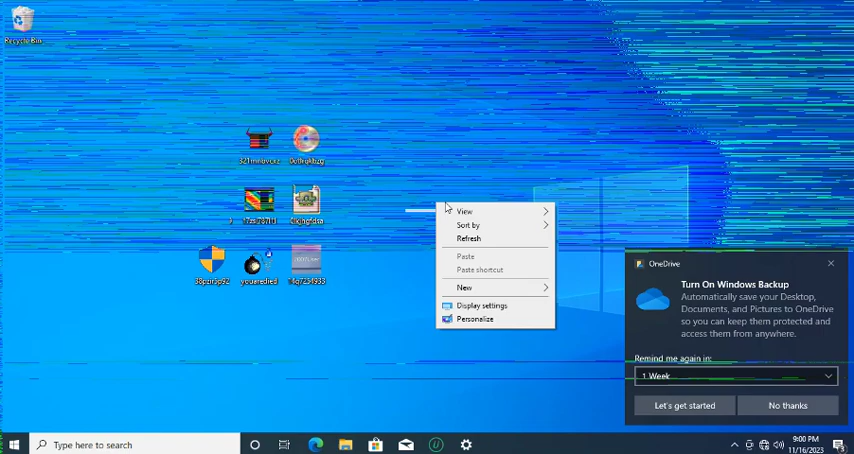 Recycle Bin
youaredied
View
Sort by
Refresh
Paste
Paste shortcut
New
Display settings
Personalize
OneDrive
Turn On Windows Backup
Automatically save your Desktop,
Documents, and Pictures to OneDrive
so you can keep them protected and
access them from anywhere.
Remind me again in:
1 Week
Let's get started
No thanks
Type here to search
9:00 PM
11/16/2023